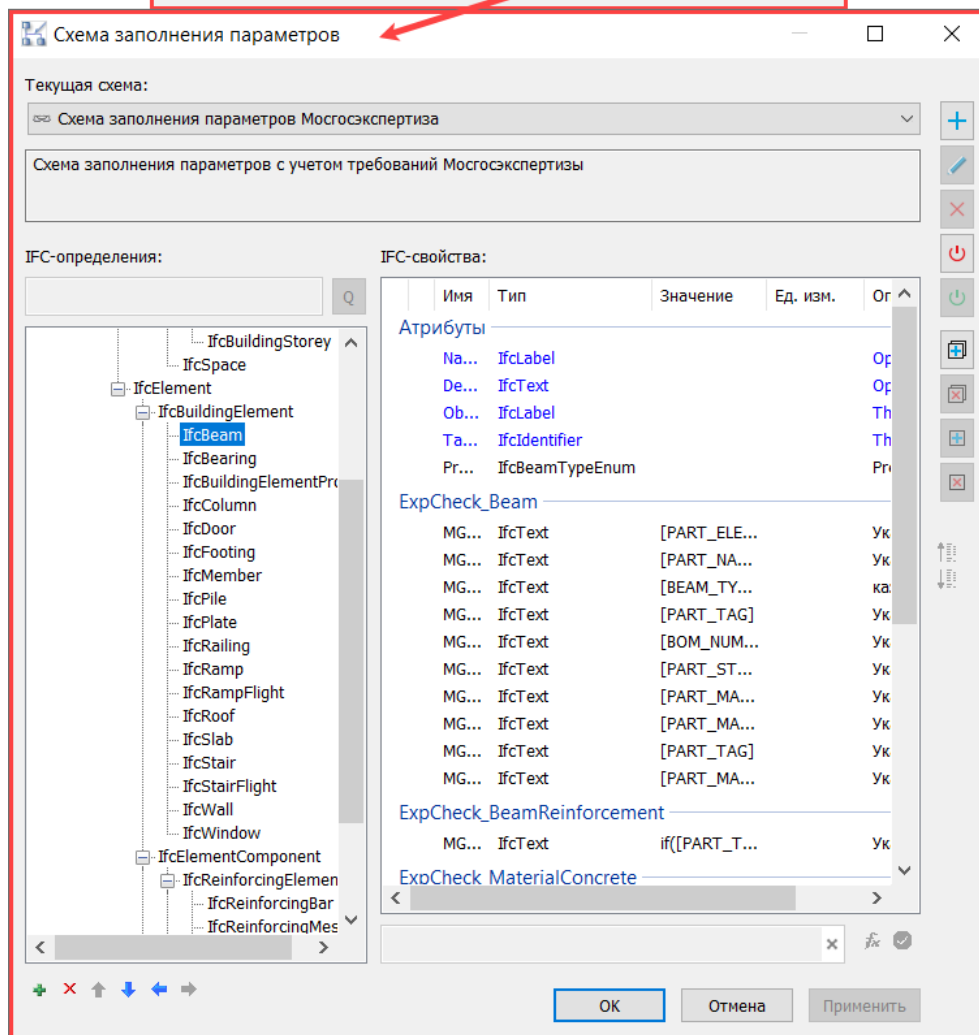 Схема заполнения параметров
Текущая схема:
Схема заполнения параметров Мосгосэкспертиза
Схема заполнения параметров с учетом требований Мосгосэкспертизы
IFC-определения:
Q
IfcBuildingStorey
IfcSpace
IfcElement
IfcBuildingElement
IfcBeam
IfcBearing
IfcBuildingElementPro
IfcColumn
IfcDoor
IfcFooting
IfcMember
IfcPile
IfcPlate
IfcRailing
IfcRamp
IfcRampFlight
IfcRoof
IfcSlab
IfcStair
IfcStairFlight
IfcWall
IfcWindow
IfcElementComponent
IfcReinforcingElemen
IfcReinforcingBar
IfcReinforcingMes
IFC-свойства:
Имя Тип Значение Ед. изм. Оп
Атрибуты
Na... IfcLabel Op
De... IfcText Op
Ob... IfcLabel Th
Ta... IfcIdentifier Th
Pr... IfcBeamTypeEnum Pre
ExpCheck_Beam
MG... IfcText [PART_ELE... Ук
MG... IfcText [PART_NA... Ук
MG... IfcText [BEAM_TY... ка
MG... IfcText [PART_TAG] Ук
MG... IfcText [BOM_NUM... Ук
MG... IfcText [PART_ST... Ук
MG... IfcText [PART_MA... Ук
MG... IfcText [PART_MA... Ук
MG... IfcText [PART_TAG] Ук
MG... IfcText [PART_MA... Ук
ExpCheck_BeamReinforcement
MG... IfcText if([PART_T... Ук
ExpCheck_MaterialConcrete
fx
ОК Отмена Применить